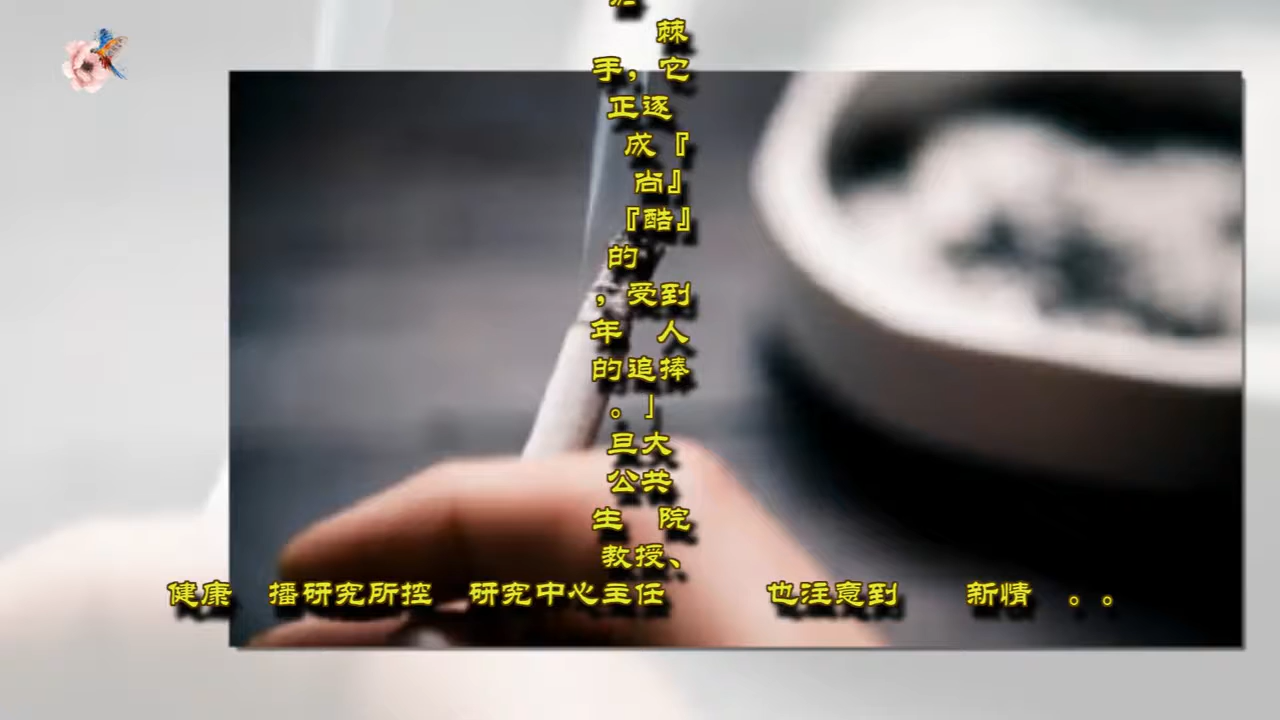 棘
手，它
正逐
成『
尚』
『酷』
的
，受到
年 人
的追捧
。」
旦大
公共
生 院
教授、
健康 播研究所控 研究中心主任 也注意到 新情 。。